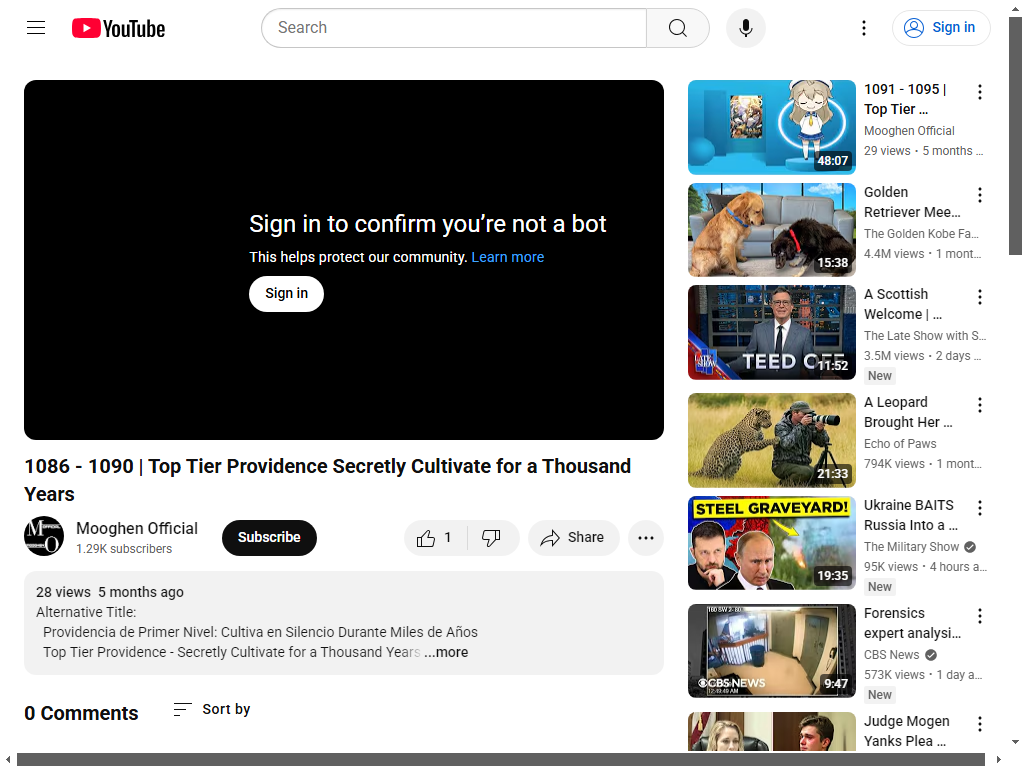 YouTube
Search
Sign in
Sign in to confirm you’re not a bot
This helps protect our community. Learn more
Sign in
1086 - 1090 | Top Tier Providence Secretly Cultivate for a Thousand
Years
Mooghen Official
1.29K subscribers
Subscribe
1
Share
28 views 5 months ago
Alternative Title:
Providencia de Primer Nivel: Cultiva en Silencio Durante Miles de Años
Top Tier Providence - Secretly Cultivate for a Thousand Years ...more
0 Comments
Sort by
48:07
1091 - 1095 |
Top Tier ...
Mooghen Official
29 views • 5 months ...
15:38
Golden
Retriever Mee...
The Golden Kobe Fa...
4.4M views • 1 mont...
LATE SHOW
TEED OFF
11:52
A Scottish
Welcome | ...
The Late Show with S...
3.5M views • 2 days ...
New
21:33
A Leopard
Brought Her ...
Echo of Paws
794K views • 1 mont...
STEEL GRAVEYARD!
19:35
Ukraine BAITS
Russia Into a ...
The Military Show
95K views • 4 hours a...
New
CBS NEWS
9:47
Forensics
expert analysi...
CBS News
573K views • 1 day a...
New
Judge Mogen
Yanks Plea ...